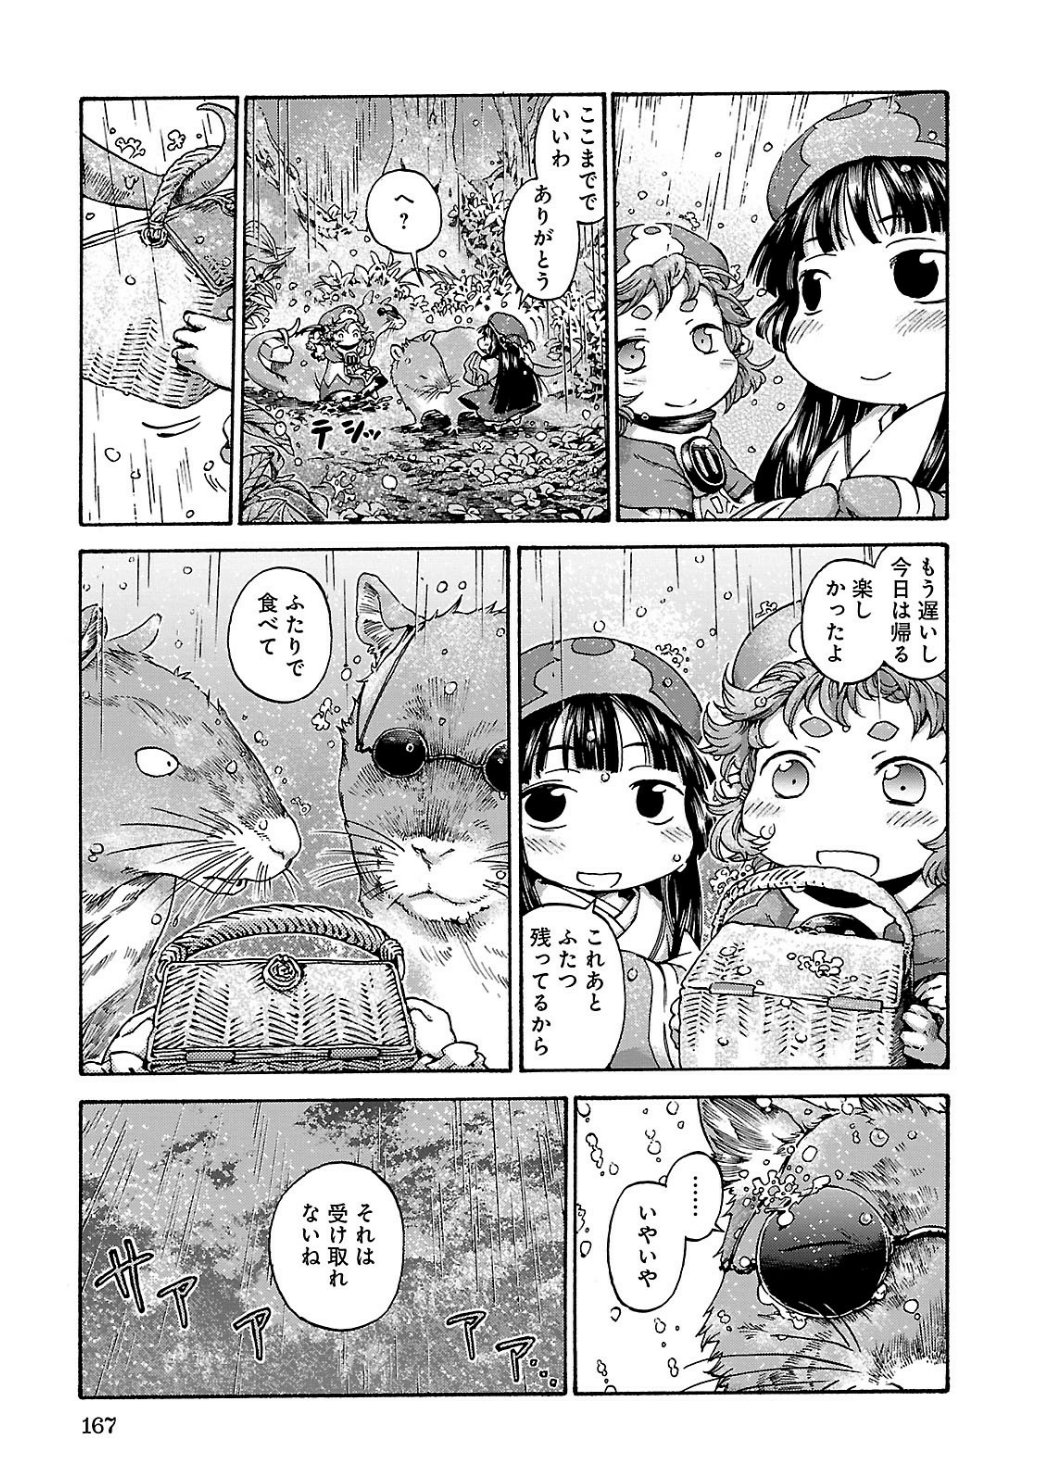 ここまでで
いいわ
ありがとう
へ?
テシッ
もう遅いし
今日は帰る
楽し
かったよ
これあと
ふたつ
残ってるから
ふたりで
食べて
……
いやいや
それは
受け取れ
ないね
サァアァァ…
167